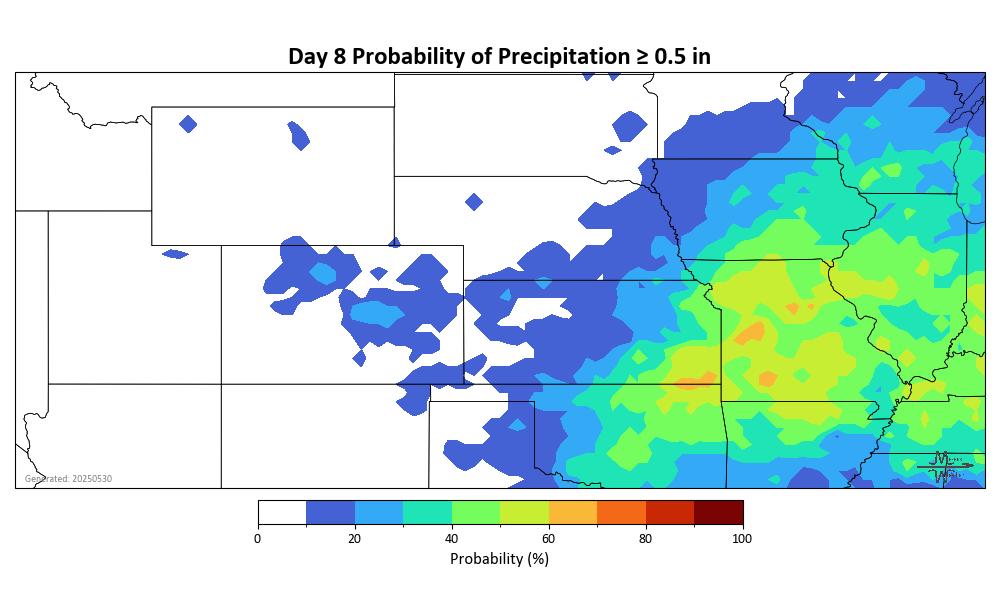 Day 8 Probability of Precipitation ≥ 0.5 in
Generated: 20250530
0 20 40 60 80 100
Probability (%)